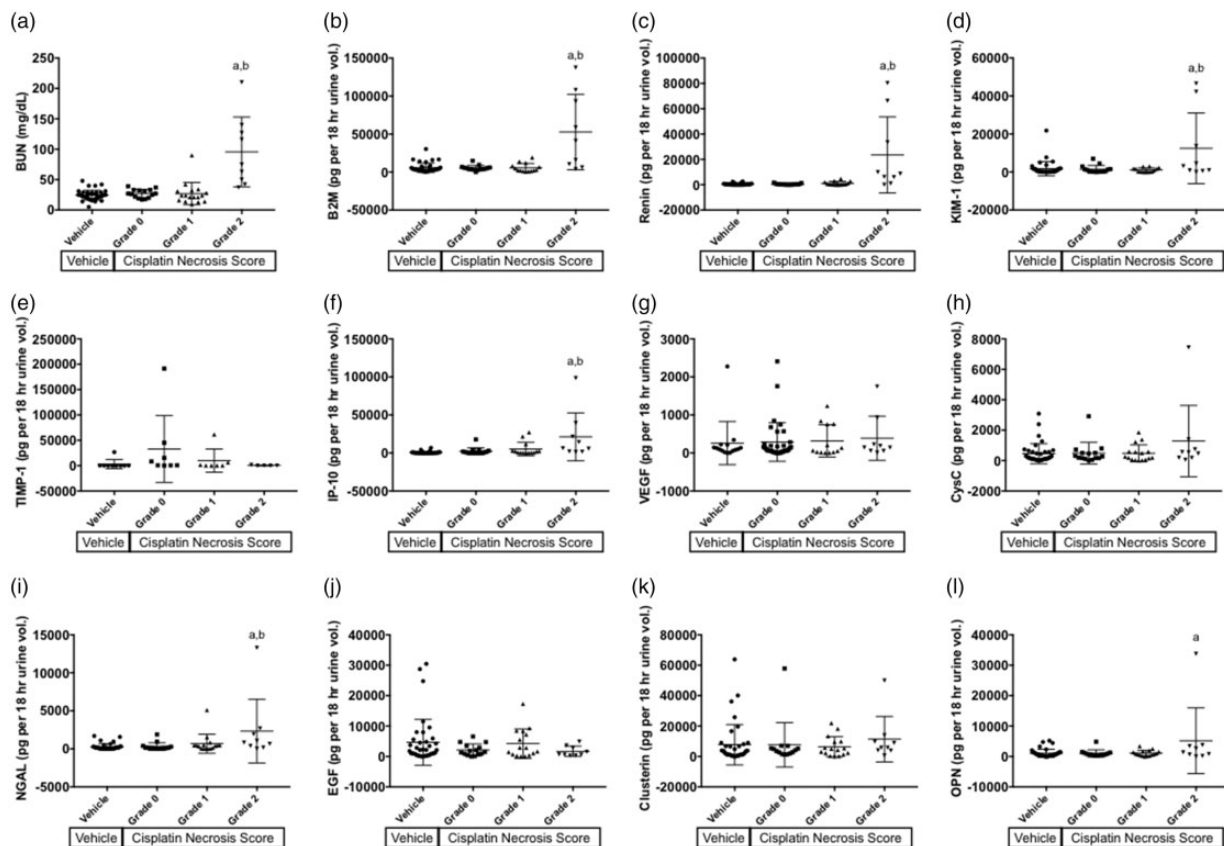 (a)
BUN (mg/dL)
250
200
150
100
50
0
a,b
Vehicle
Grade 0
Grade 1
Grade 2
Vehicle Cisplatin Necrosis Score
(b)
B2M (pg per 18 hr urine vol.)
150000
100000
50000
0
-50000
a,b
Vehicle
Grade 0
Grade 1
Grade 2
Vehicle Cisplatin Necrosis Score
(c)
Renin (pg per 18 hr urine vol.)
100000
80000
60000
40000
20000
0
-20000
a,b
Vehicle
Grade 0
Grade 1
Grade 2
Vehicle Cisplatin Necrosis Score
(d)
KIM-1 (pg per 18 hr urine vol.)
60000
40000
20000
0
-20000
a,b
Vehicle
Grade 0
Grade 1
Grade 2
Vehicle Cisplatin Necrosis Score
(e)
TIMP-1 (pg per 18 hr urine vol.)
250000
200000
150000
100000
50000
0
-50000
Vehicle
Grade 0
Grade 1
Grade 2
Vehicle Cisplatin Necrosis Score
(f)
IP-10 (pg per 18 hr urine vol.)
150000
100000
50000
0
-50000
a,b
Vehicle
Grade 0
Grade 1
Grade 2
Vehicle Cisplatin Necrosis Score
(g)
VEGF (pg per 18 hr urine vol.)
3000
2000
1000
0
-1000
Vehicle
Grade 0
Grade 1
Grade 2
Vehicle Cisplatin Necrosis Score
(h)
CysC (pg per 18 hr urine vol.)
8000
6000
4000
2000
0
-2000
Vehicle
Grade 0
Grade 1
Grade 2
Vehicle Cisplatin Necrosis Score
(i)
NGAL (pg per 18 hr urine vol.)
15000
10000
5000
0
-5000
a,b
Vehicle
Grade 0
Grade 1
Grade 2
Vehicle Cisplatin Necrosis Score
(j)
EGF (pg per 18 hr urine vol.)
40000
30000
20000
10000
0
-10000
Vehicle
Grade 0
Grade 1
Grade 2
Vehicle Cisplatin Necrosis Score
(k)
Clusterin (pg per 18 hr urine vol.)
80000
60000
40000
20000
0
-20000
Vehicle
Grade 0
Grade 1
Grade 2
Vehicle Cisplatin Necrosis Score
(l)
OPN (pg per 18 hr urine vol.)
40000
30000
20000
10000
0
-10000
a
Vehicle
Grade 0
Grade 1
Grade 2
Vehicle Cisplatin Necrosis Score